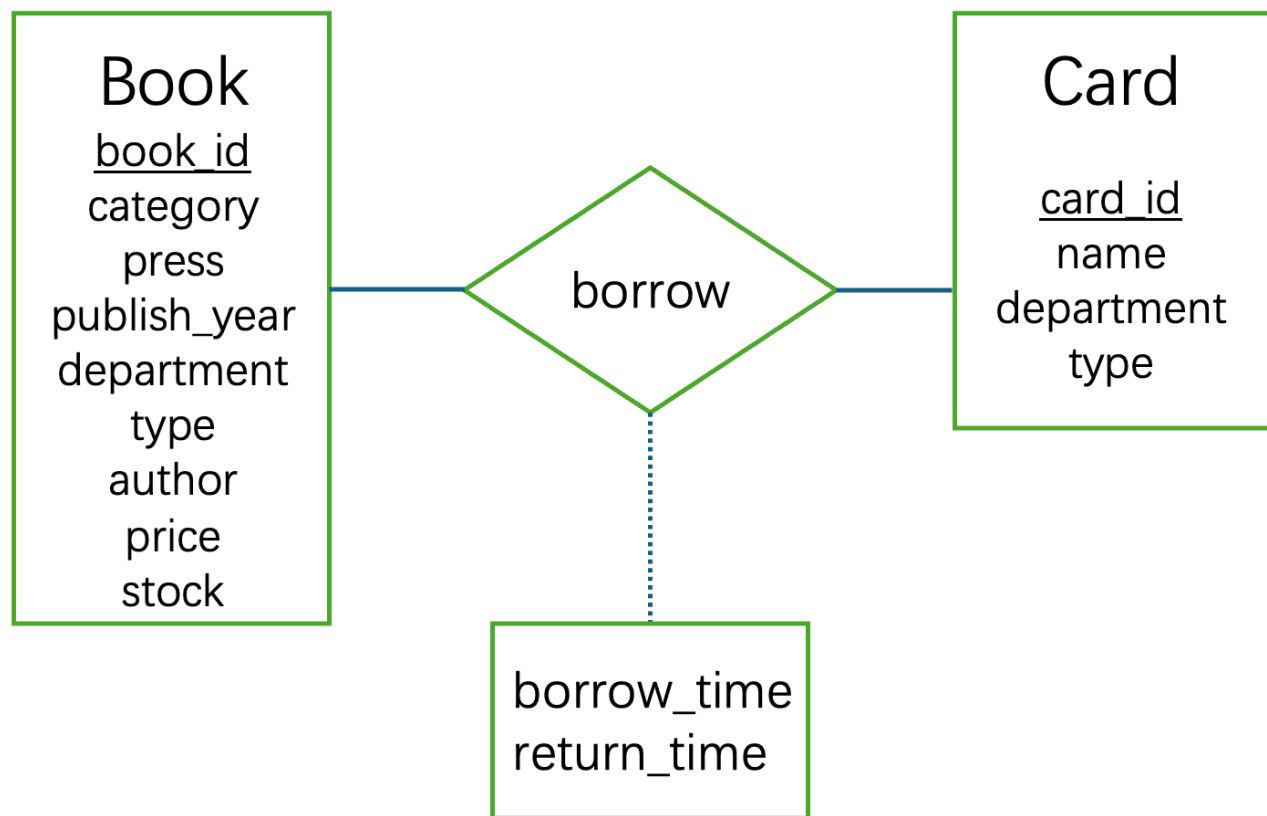 Book
book_id
category
press
publish_year
department
type
author
price
stock
borrow
Card
card_id
name
department
type
borrow_time
return_time